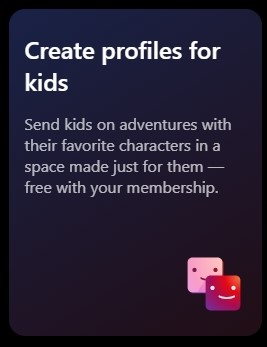 Create profiles for
kids
Send kids on adventures with
their favorite characters in a
space made just for them —
free with your membership.